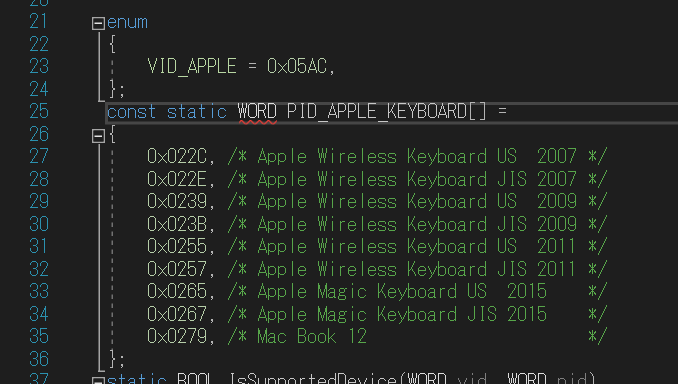 21 enum
22 {
23 VID_APPLE = 0x05AC,
24 };
25 const static WORD PID_APPLE_KEYBOARD[] =
26 {
27 0x022C, /* Apple Wireless Keyboard US  2007 */
28 0x022E, /* Apple Wireless Keyboard JIS 2007 */
29 0x0239, /* Apple Wireless Keyboard US  2009 */
30 0x023B, /* Apple Wireless Keyboard JIS 2009 */
31 0x0255, /* Apple Wireless Keyboard US  2011 */
32 0x0257, /* Apple Wireless Keyboard JIS 2011 */
33 0x0265, /* Apple Magic Keyboard US  2015    */
34 0x0267, /* Apple Magic Keyboard JIS 2015    */
35 0x0279, /* Mac Book 12                      */
36 };
37 static BOOL IsSupportedDevice(WORD vid, WORD pid)